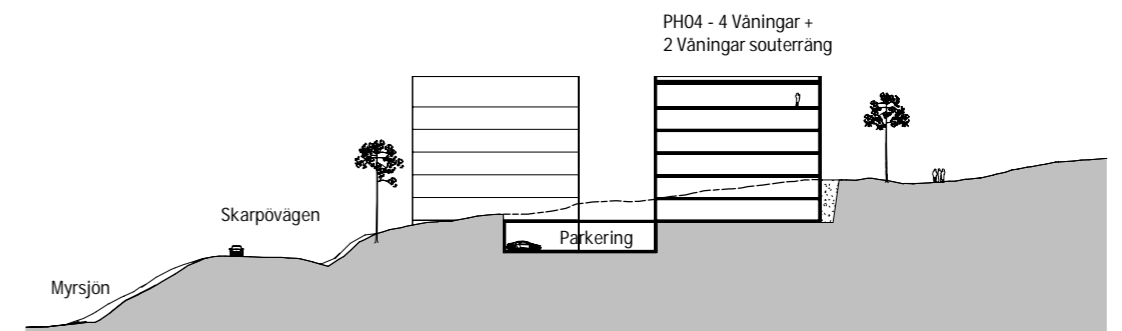 PH04 - 4 Våningar +
2 Våningar souterräng
Skarpövägen
Parkering
Myrsjön